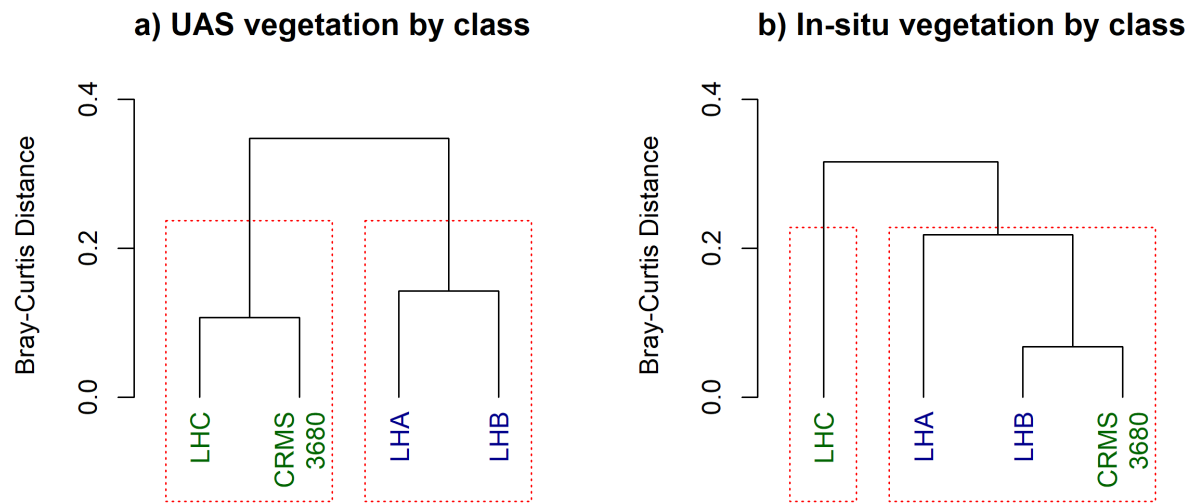 a) UAS vegetation by class
Bray-Curtis Distance
0.4
0.2
0.0
LHC
CRMS
3680
LHA
LHB
b) In-situ vegetation by class
Bray-Curtis Distance
0.4
0.2
0.0
LHC
LHA
LHB
CRMS
3680